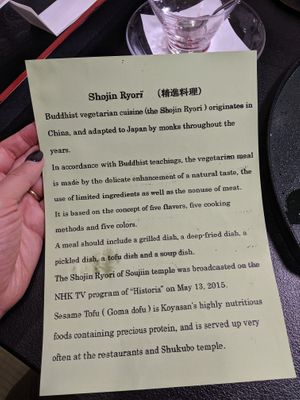 Shojin Ryori （精進料理）
Buddhist vegetarian cuisine (the Shojin Ryori ) originates in
China, and adapted to Japan by monks throughout the
years.
In accordance with Buddhist teachings, the vegetarian meal
is made by the delicate enhancement of a natural taste, the
use of limited ingredients as well as the nonuse of meat.
It is based on the concept of five flavors, five cooking
methods and five colors.
A meal should include a grilled dish, a deep-fried dish, a
pickled dish, a tofu dish and a soup dish.
The Shojin Ryori of Soujiin temple was broadcasted on the
NHK TV program of "Historia" on May 13, 2015.
Sesame Tofu ( Goma dofu ) is Koyasan's highly nutritious
foods containing precious protein, and is served up very
often at the restaurants and Shukubo temple.